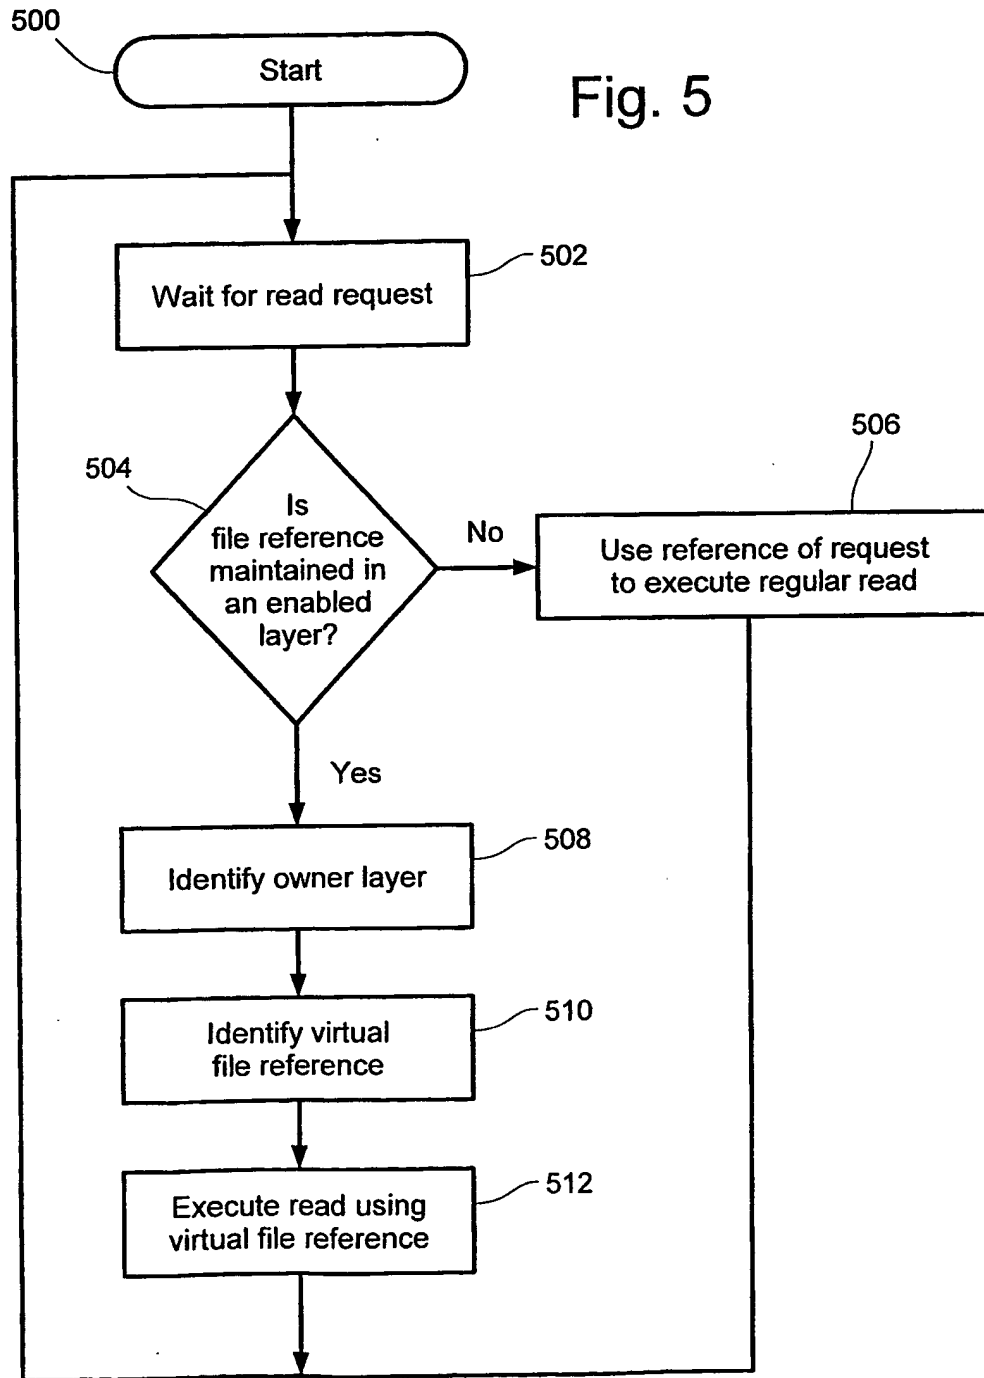 500
Start
Fig. 5
Wait for read request
502
504
Is
file reference
maintained in
an enabled
layer?
No
506
Use reference of request
to execute regular read
Yes
Identify owner layer
508
Identify virtual
file reference
510
Execute read using
virtual file reference
512